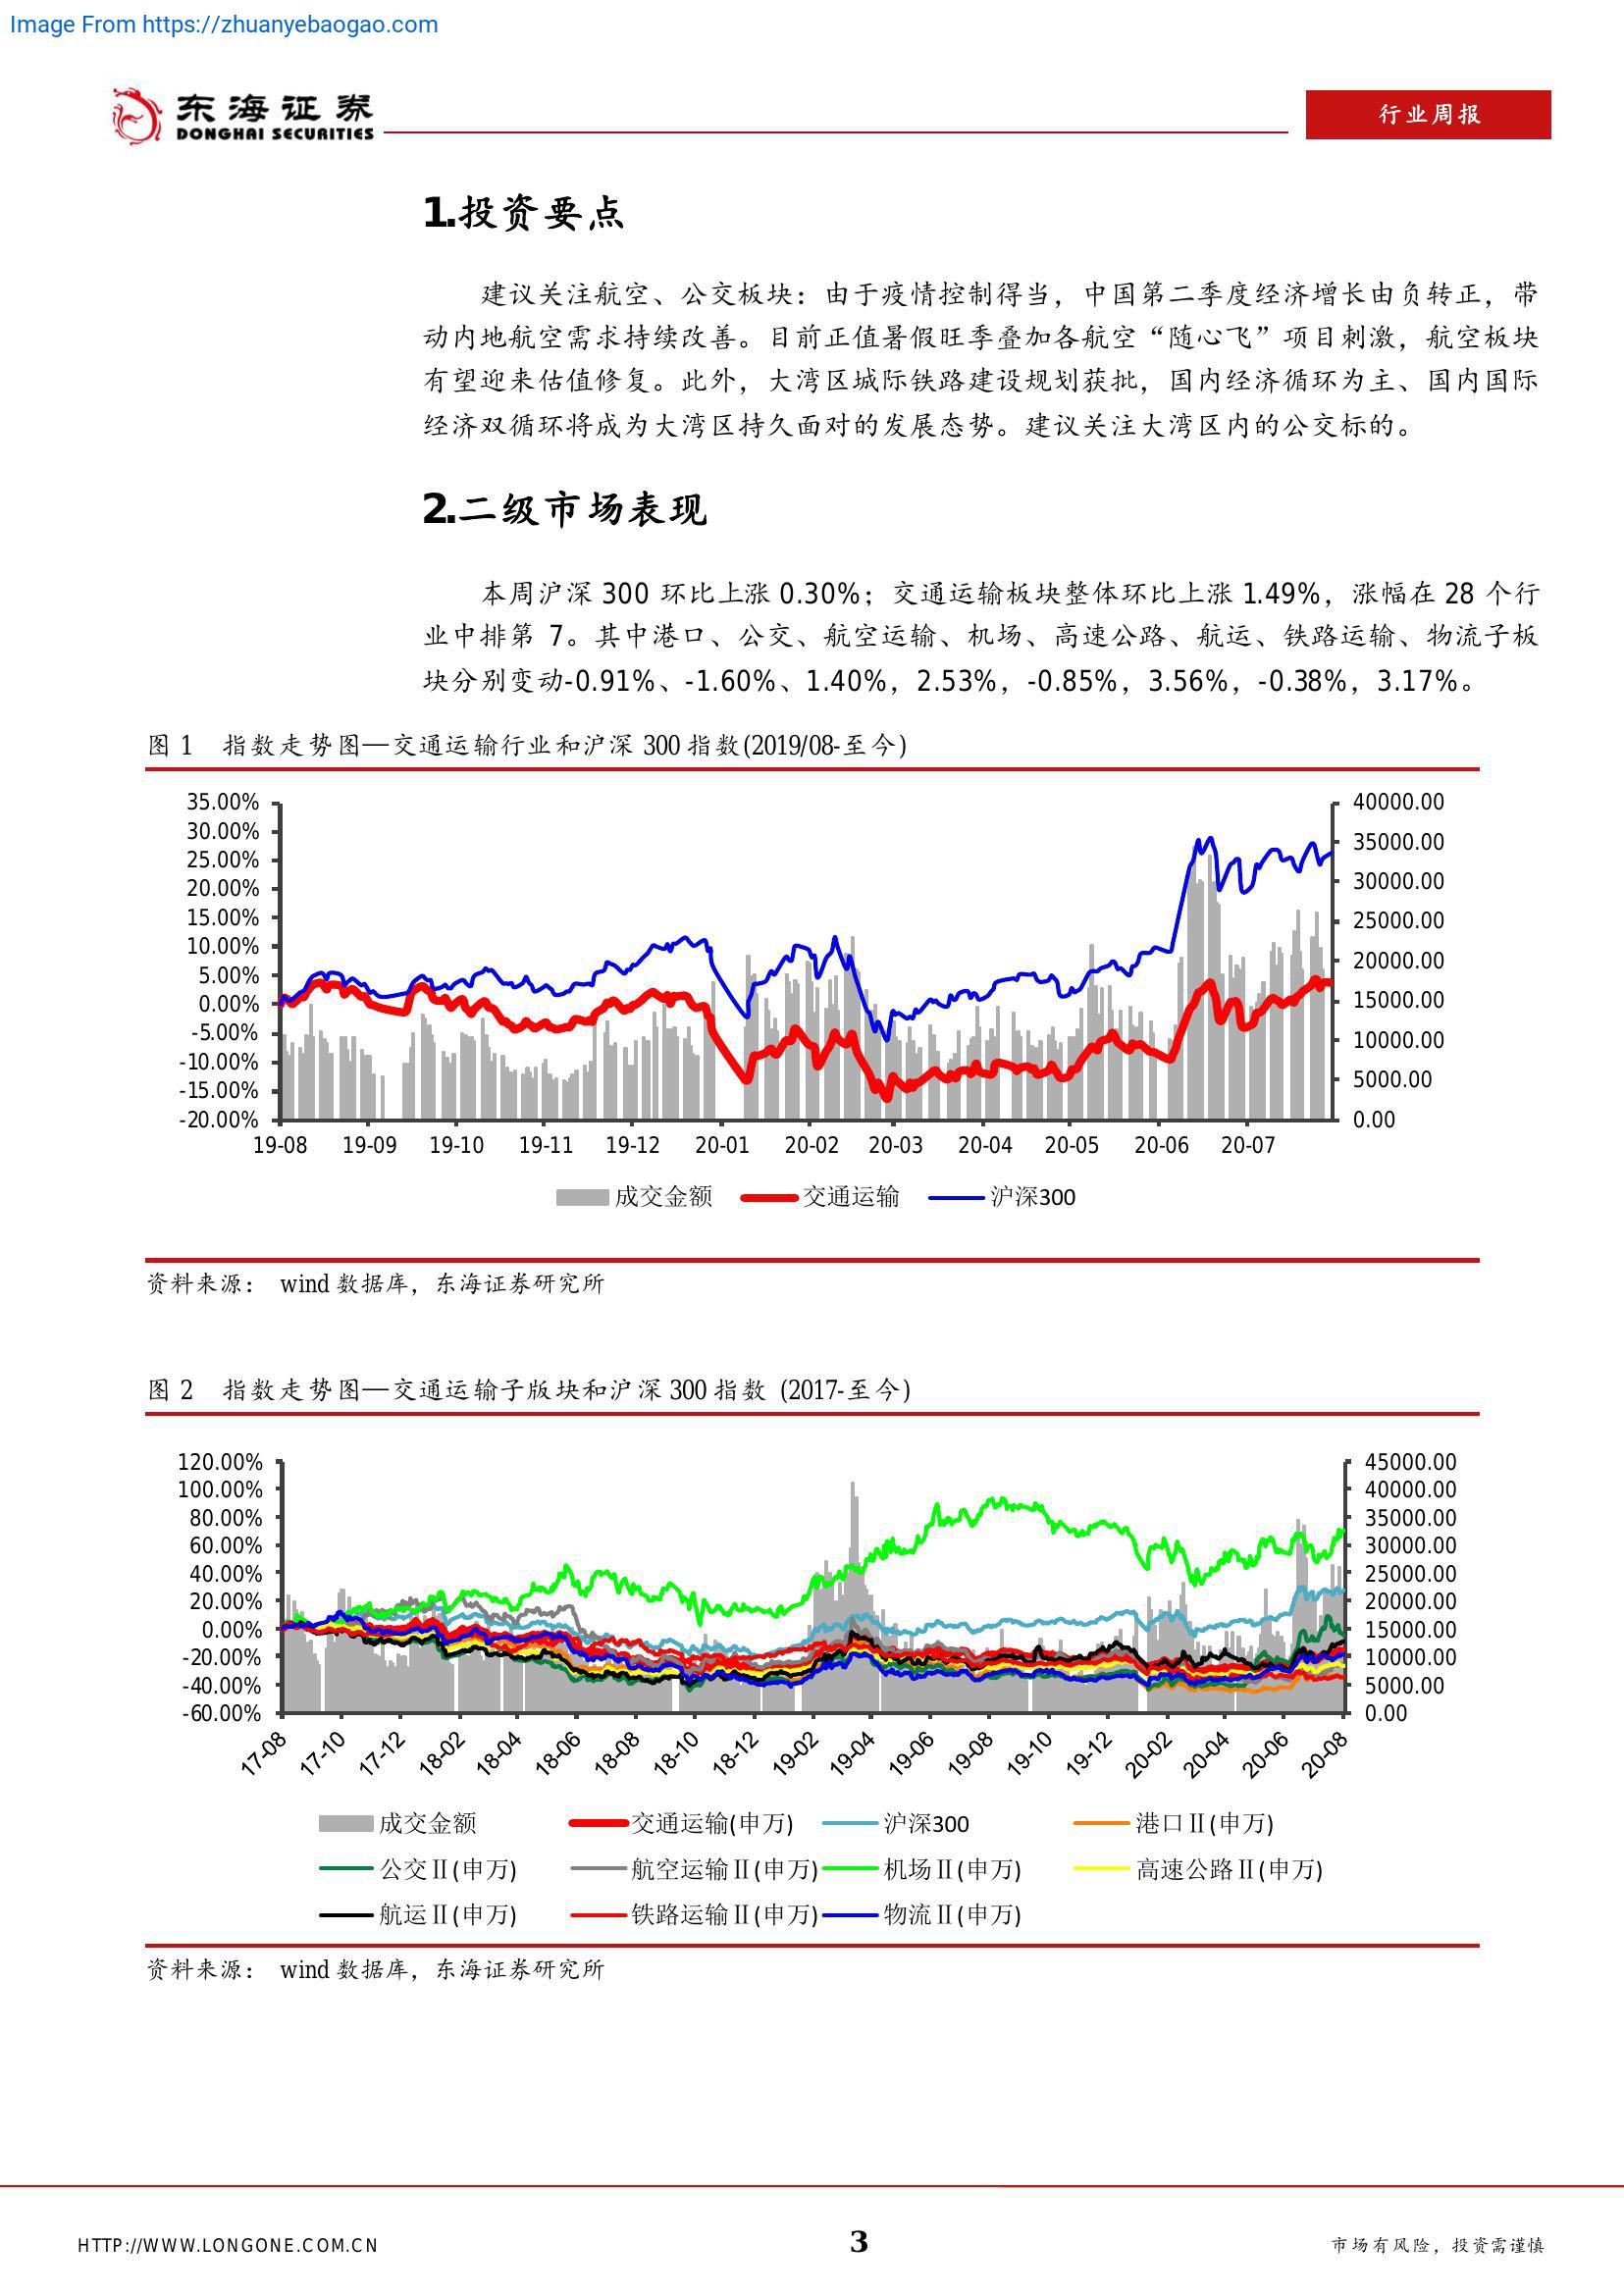 Image From https://zhuanyebaogao.com
东海证券
DONGHAI SECURITIES
行业周报
1.投资要点
建议关注航空、公交板块：由于疫情控制得当，中国第二季度经济增长由负转正，带
动内地航空需求持续改善。目前正值暑假旺季叠加各航空“随心飞”项目刺激，航空板块
有望迎来估值修复。此外，大湾区城际铁路建设规划获批，国内经济循环为主、国内国际
经济双循环将成为大湾区持久面对的发展态势。建议关注大湾区内的公交标的。
2.二级市场表现
本周沪深 300 环比上涨 0.30%；交通运输板块整体环比上涨 1.49%，涨幅在 28 个行
业中排第 7。其中港口、公交、航空运输、机场、高速公路、航运、铁路运输、物流子板
块分别变动-0.91%、-1.60%、1.40%，2.53%，-0.85%，3.56%，-0.38%，3.17%。
图 1 指数走势图—交通运输行业和沪深 300 指数(2019/08-至今)
35.00% 40000.00
30.00% 35000.00
25.00% 30000.00
20.00% 25000.00
15.00% 20000.00
10.00% 15000.00
5.00% 10000.00
0.00% 5000.00
-5.00% 0.00
-10.00%
-15.00%
-20.00%
19-08 19-09 19-10 19-11 19-12 20-01 20-02 20-03 20-04 20-05 20-06 20-07
成交金额 交通运输 沪深300
资料来源： wind 数据库，东海证券研究所
图 2 指数走势图—交通运输子版块和沪深 300 指数 (2017-至今)
120.00% 45000.00
100.00% 40000.00
80.00% 35000.00
60.00% 30000.00
40.00% 25000.00
20.00% 20000.00
0.00% 15000.00
-20.00% 10000.00
-40.00% 5000.00
-60.00% 0.00
17-08 17-10 17-12 18-02 18-04 18-06 18-08 18-10 18-12 19-02 19-04 19-06 19-08 19-10 19-12 20-02 20-04 20-06 20-08
成交金额 交通运输(申万) 沪深300 港口Ⅱ(申万)
公交Ⅱ(申万) 航空运输Ⅱ(申万) 机场Ⅱ(申万) 高速公路Ⅱ(申万)
航运Ⅱ(申万) 铁路运输Ⅱ(申万) 物流Ⅱ(申万)
资料来源： wind 数据库，东海证券研究所
HTTP://WWW.LONGONE.COM.CN 3 市场有风险，投资需谨慎